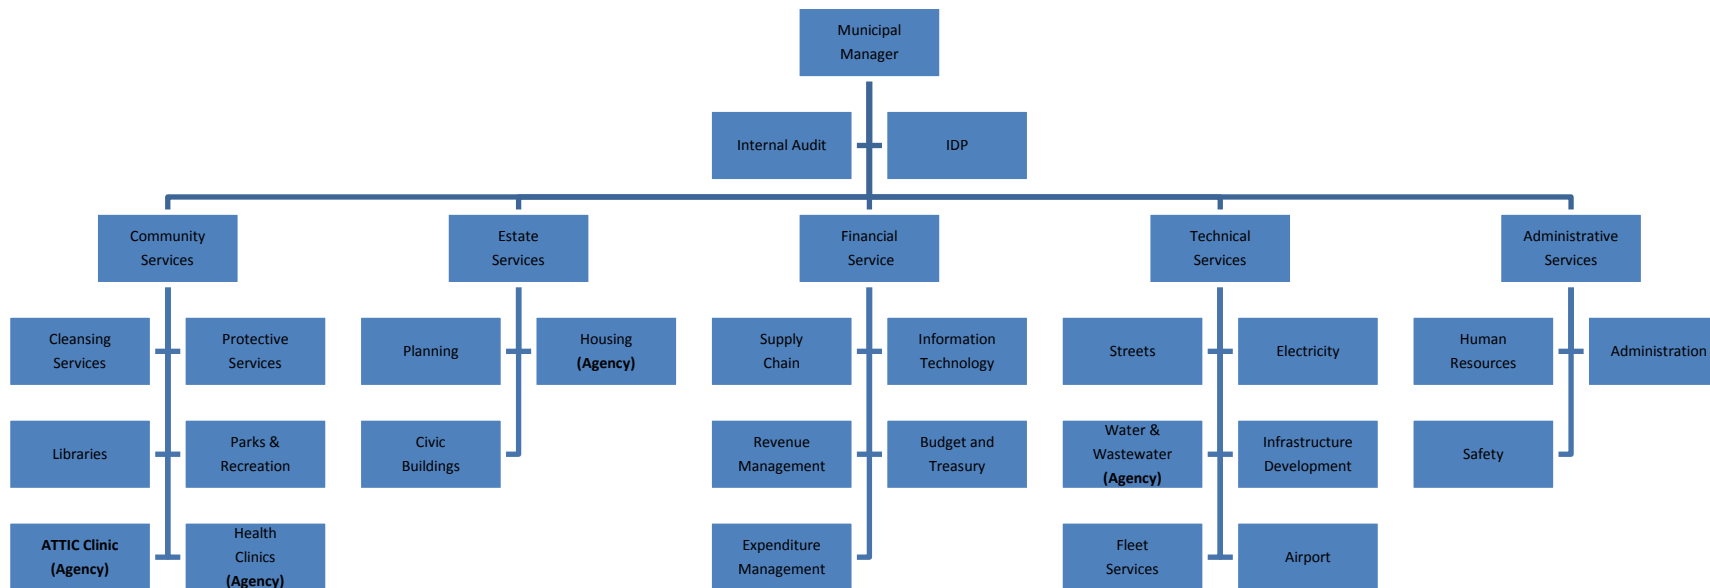 Municipal
Manager
Internal Audit
IDP
Community
Services
Estate
Services
Financial
Service
Technical
Services
Administrative
Services
Cleansing
Services
Protective
Services
Planning
Housing
(Agency)
Supply
Chain
Information
Technology
Streets
Electricity
Human
Resources
Administration
Libraries
Parks &
Recreation
Civic
Buildings
Revenue
Management
Budget and
Treasury
Water &
Wastewater
(Agency)
Infrastructure
Development
Safety
ATTIC Clinic
(Agency)
Health
Clinics
(Agency)
Expenditure
Management
Fleet
Services
Airport